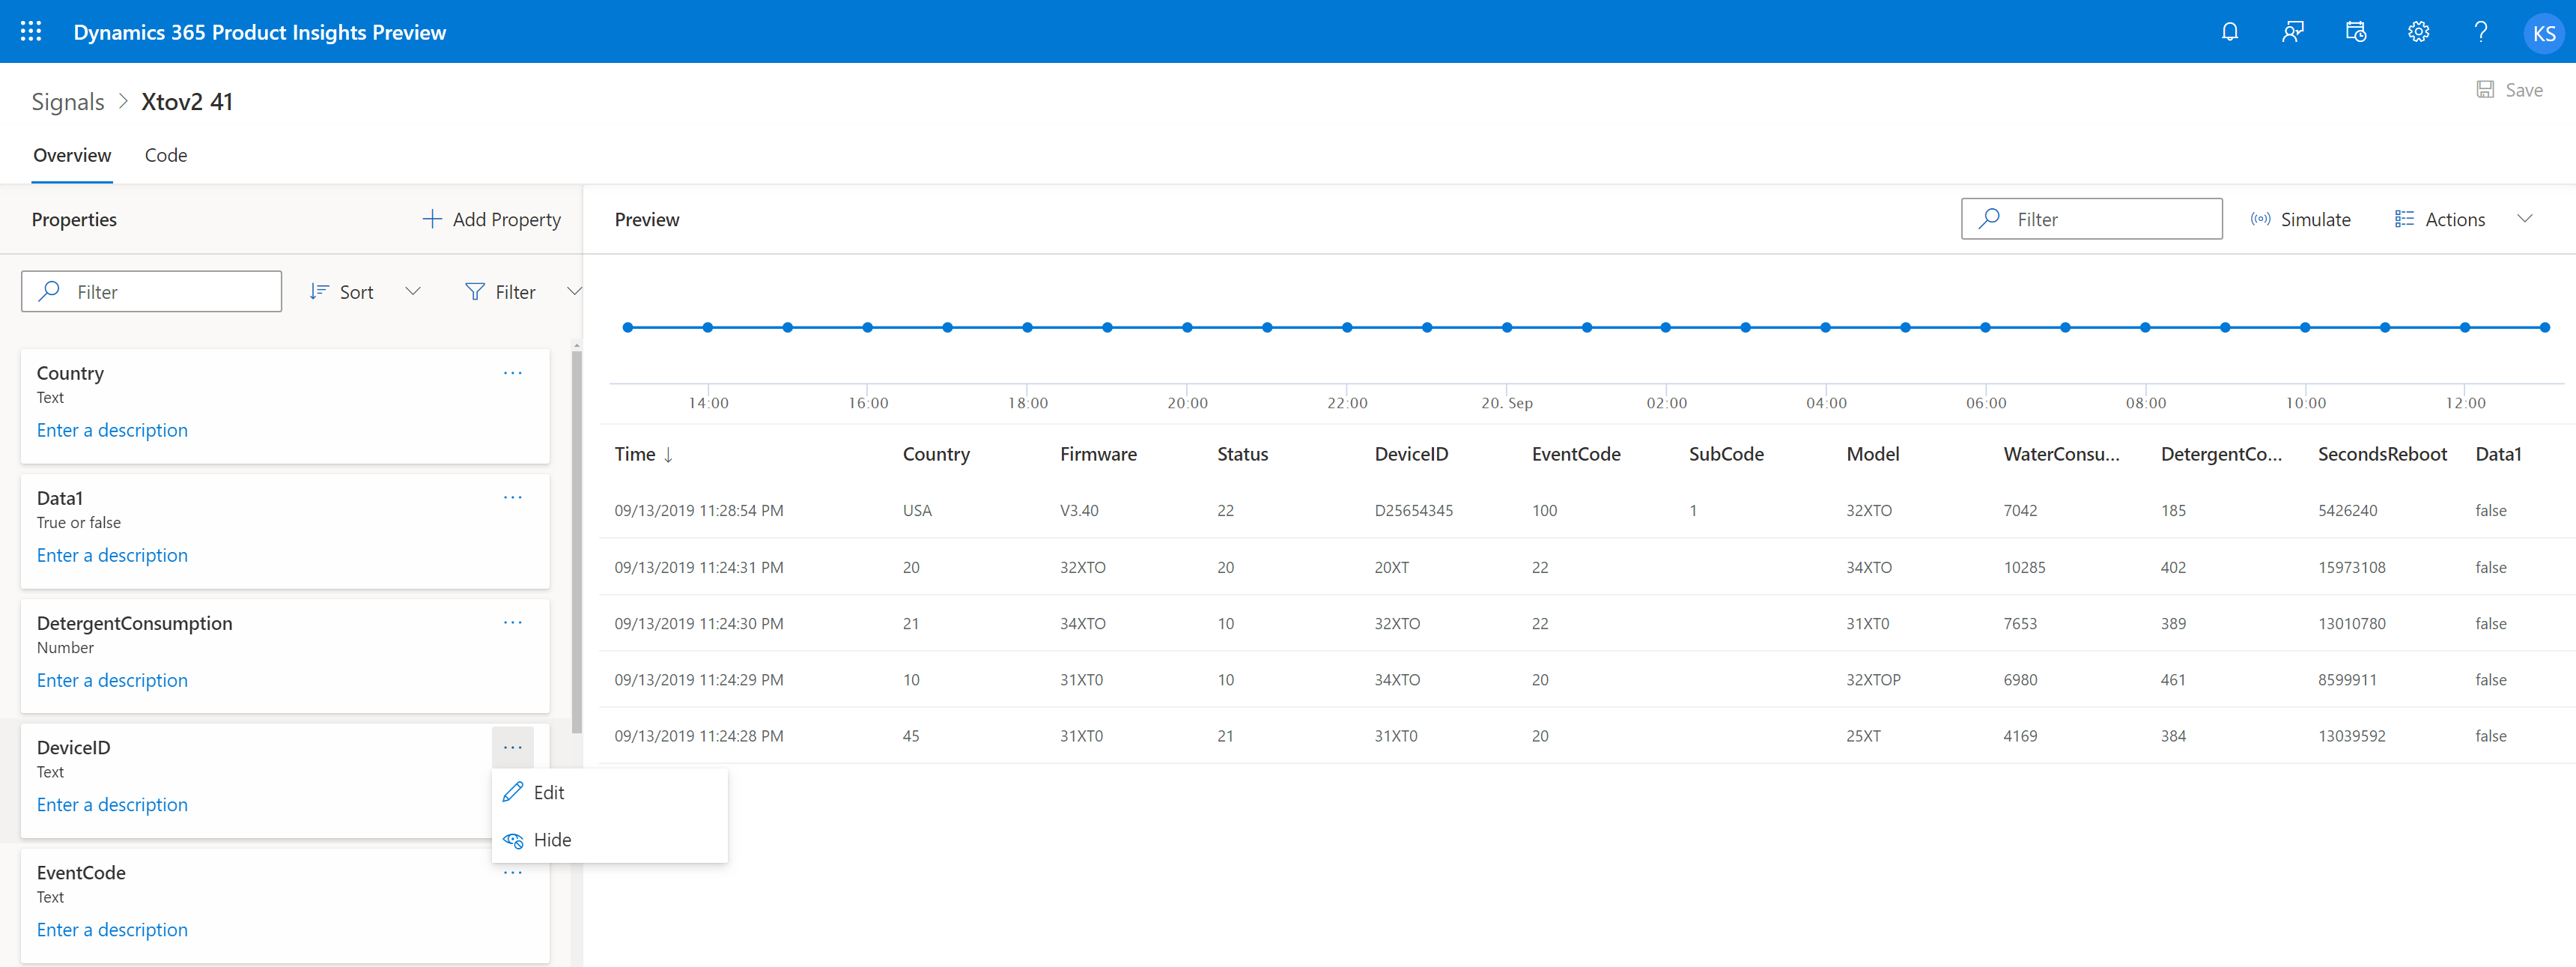 Dynamics 365 Product Insights Preview
KS
Signals > Xtov2 41
Save
Overview Code
Properties
Add Property
Filter
Sort
Filter
Country
Text
Enter a description
Data1
True or false
Enter a description
DetergentConsumption
Number
Enter a description
DeviceID
Text
Enter a description
Edit
Hide
EventCode
Text
Enter a description
Preview
Filter
Simulate
Actions
14:00 16:00 18:00 20:00 22:00 20. Sep 02:00 04:00 06:00 08:00 10:00 12:00
Time ↓ Country Firmware Status DeviceID EventCode SubCode Model WaterConsu... DetergentCo... SecondsReboot Data1
09/13/2019 11:28:54 PM USA V3.40 22 D25654345 100 1 32XTO 7042 185 5426240 false
09/13/2019 11:24:31 PM 20 32XTO 20 20XT 22 34XTO 10285 402 15973108 false
09/13/2019 11:24:30 PM 21 34XTO 10 32XTO 22 31XT0 7653 389 13010780 false
09/13/2019 11:24:29 PM 10 31XT0 10 34XTO 20 32XTOP 6980 461 8599911 false
09/13/2019 11:24:28 PM 45 31XT0 21 31XT0 20 25XT 4169 384 13039592 false